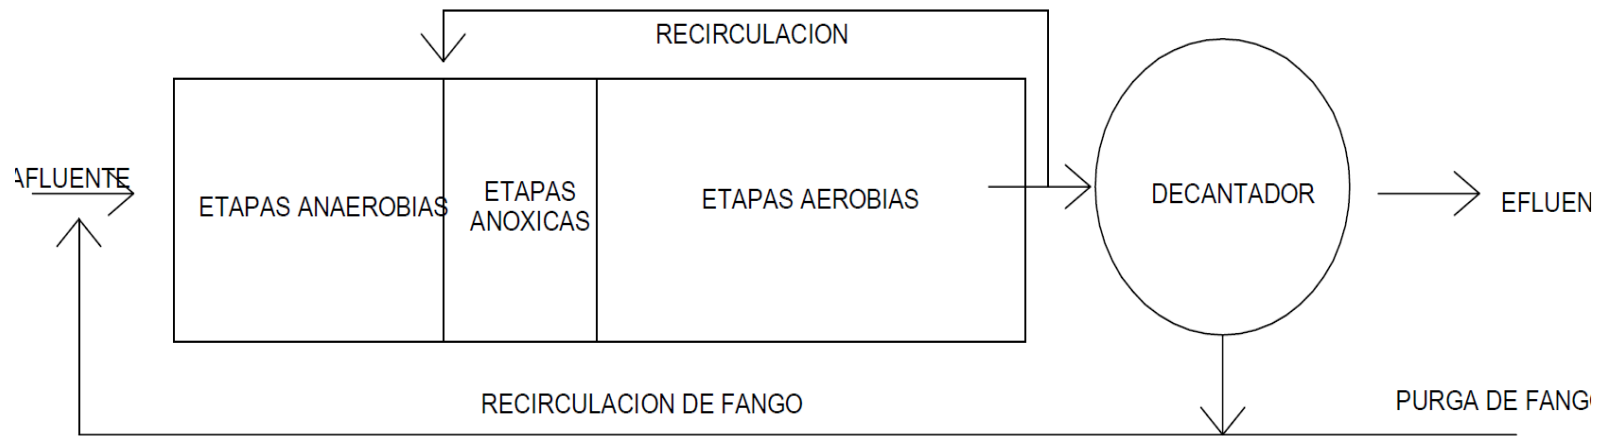 RECIRCULACION
AFLUENTE
ETAPAS ANAEROBIAS
ETAPAS
ANOXICAS
ETAPAS AEROBIAS
DECANTADOR
EFLUEN
RECIRCULACION DE FANGO
PURGA DE FANG